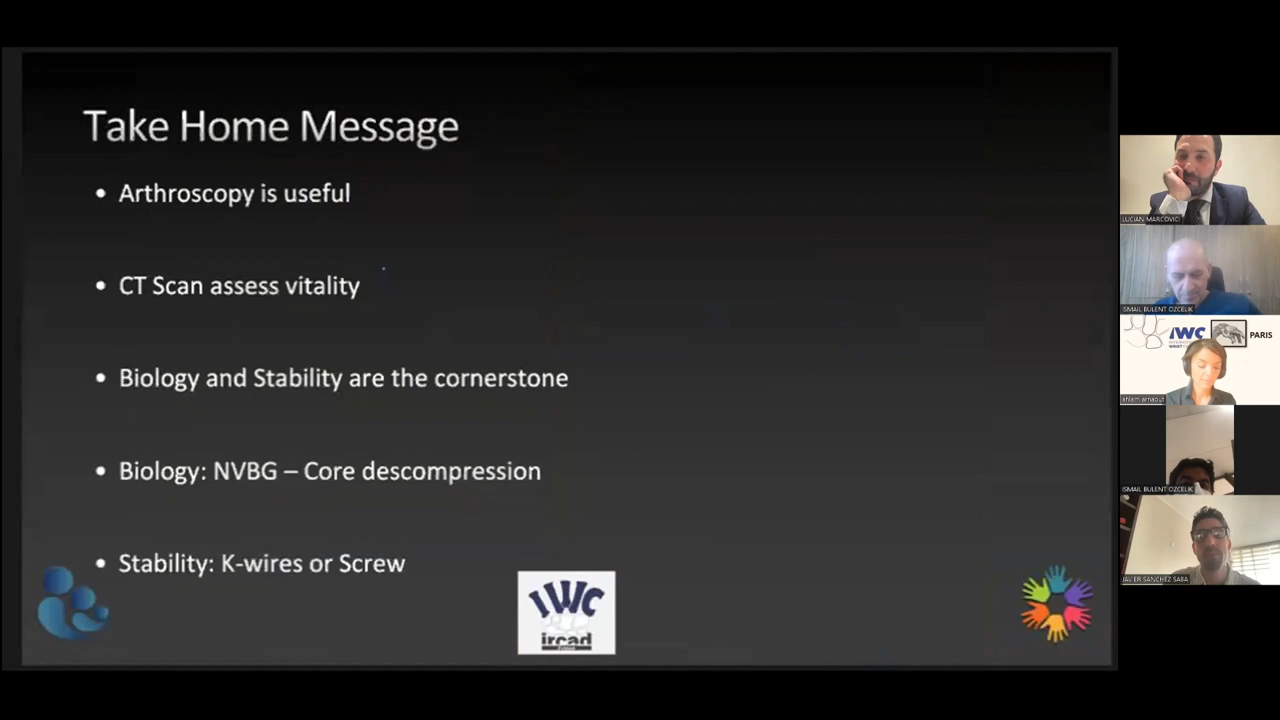 Take Home Message
• Arthroscopy is useful
• CT Scan assess vitality
• Biology and Stability are the cornerstone
• Biology: NVBG – Core descompression
• Stability: K-wires or Screw
IWC
ircad
LUCIAN MARCOVICI
ISMAIL BULENT OZCELIK
IWC
PARIS
ahlam arnaout
ISMAIL BULENT OZCELIK
JAVIER SANCHEZ SABA